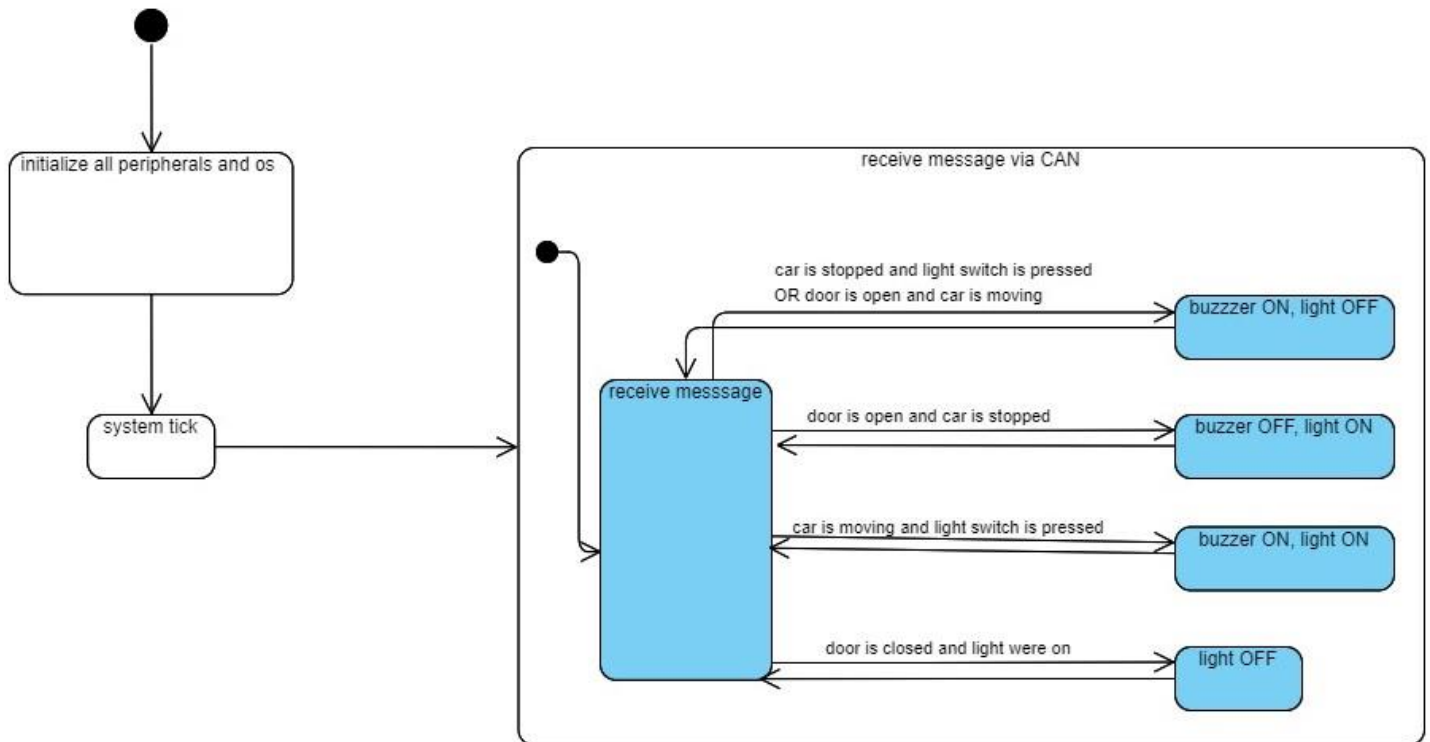 initialize all peripherals and os
system tick
receive message via CAN
car is stopped and light switch is pressed
OR door is open and car is moving
buzzzer ON, light OFF
receive messsage
door is open and car is stopped
buzzer OFF, light ON
car is moving and light switch is pressed
buzzer ON, light ON
door is closed and light were on
light OFF